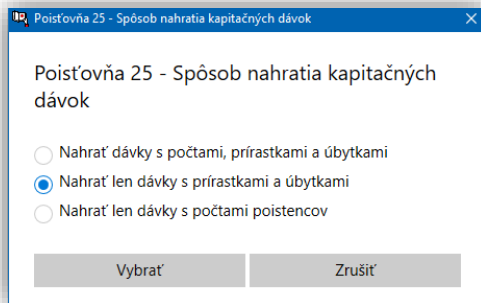 Poisťovňa 25 - Spôsob nahratia kapitačných dávok
Poisťovňa 25 - Spôsob nahratia kapitačných
dávok
Nahrať dávky s počtami, prírastkami a úbytkami
Nahrať len dávky s prírastkami a úbytkami
Nahrať len dávky s počtami poistencov
Vybrať Zrušiť